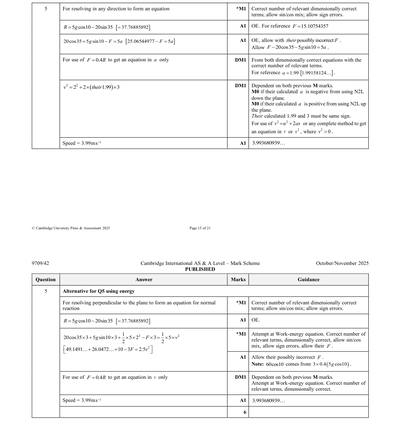 5
For resolving in any direction to form an equation
*M1
Correct number of relevant dimensionally correct
terms; allow sin/cos mix; allow sign errors.
R = 5g cos10 − 20sin35 [= 37.76885892]
A1
OE. For reference F = 15.10754357
20cos35 + 5g sin10 − F = 5a [25.06564977 − F = 5a]
A1
OE, allow with their possibly incorrect F.
Allow F − 20cos35 − 5g sin10 = 5a.
For use of F = 0.4R to get an equation in a only
DM1
From both dimensionally correct equations with the
correct number of relevant terms.
For reference a = 1.99 [1.99158124…].
v² = 2² + 2 × (their 1.99) × 3
DM1
Dependent on both previous M marks.
M0 if their calculated a is negative from using N2L
down the plane.
M0 if their calculated a is positive from using N2L up
the plane.
Their calculated 1.99 and 3 must be same sign.
For use of v² = u² + 2as or any complete method to get
an equation in v or v², where v² > 0.
Speed = 3.99 ms⁻¹
A1
3.993680939…
© Cambridge University Press & Assessment 2025
Page 15 of 21
9709/42
Cambridge International AS & A Level – Mark Scheme
PUBLISHED
October/November 2025
Question
Answer
Marks
Guidance
5
Alternative for Q5 using energy
For resolving perpendicular to the plane to form an equation for normal
reaction
*M1
Correct number of relevant dimensionally correct
terms; allow sin/cos mix; allow sign errors.
R = 5g cos10 − 20sin35 [= 37.76885892]
A1
OE.
20cos35 × 3 + 5g sin10 × 3 + ½ × 5 × 2² − F × 3 = ½ × 5 × v²
[49.1491… + 26.0472… + 10 − 3F = 2.5v²]
*M1
Attempt at Work-energy equation. Correct number of
relevant terms, dimensionally correct, allow sin/cos
mix, allow sign errors, allow their F.
A1
Allow their possibly incorrect F.
Note: 60cos10 comes from 3 × 0.4(5g cos10).
For use of F = 0.4R to get an equation in v only
DM1
Dependent on both previous M marks.
Attempt at Work-energy equation. Correct number of
relevant terms, dimensionally correct.
Speed = 3.99 ms⁻¹
A1
3.993680939…
6